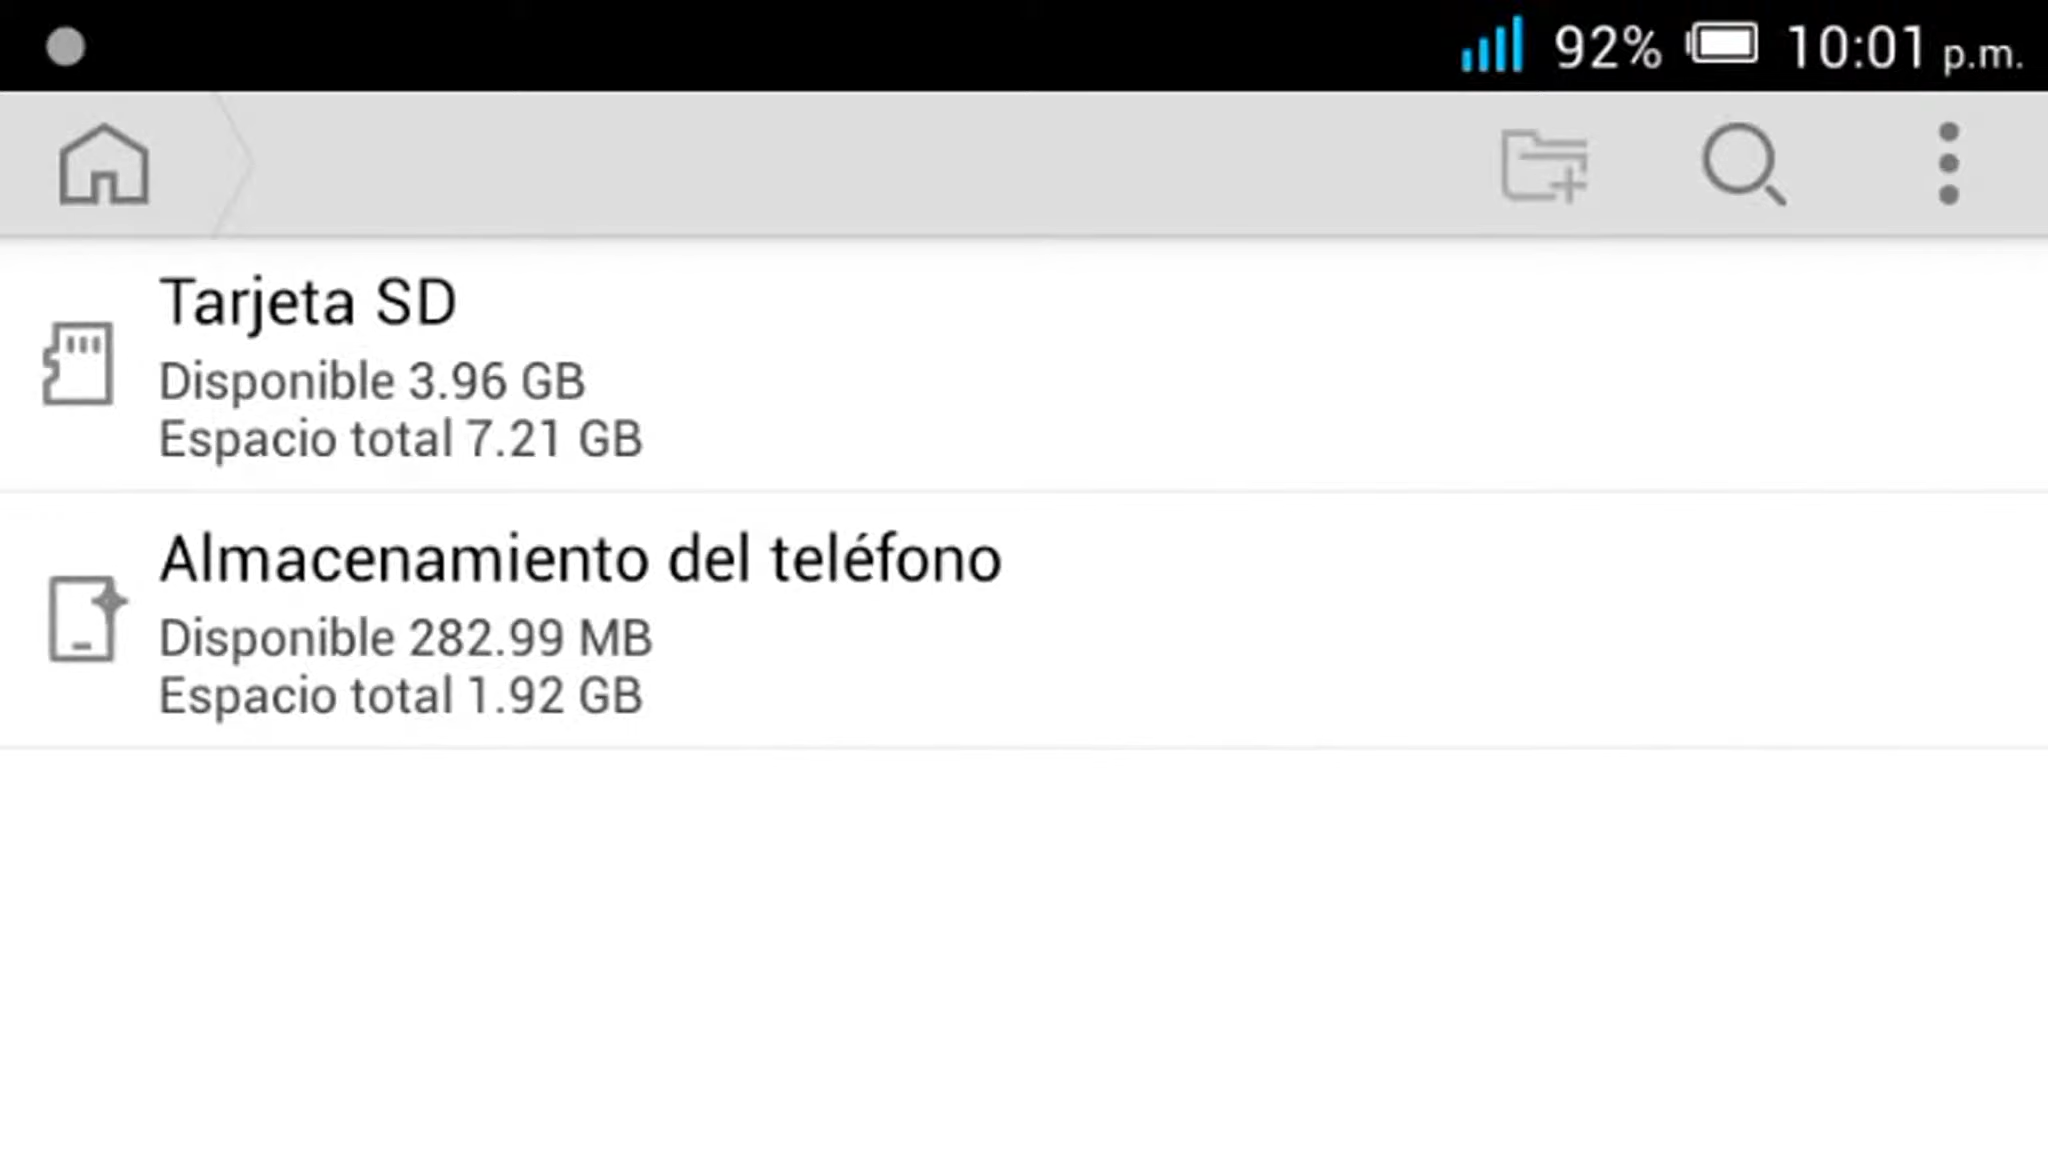 92% 10:01 p.m.
Tarjeta SD
Disponible 3.96 GB
Espacio total 7.21 GB
Almacenamiento del teléfono
Disponible 282.99 MB
Espacio total 1.92 GB